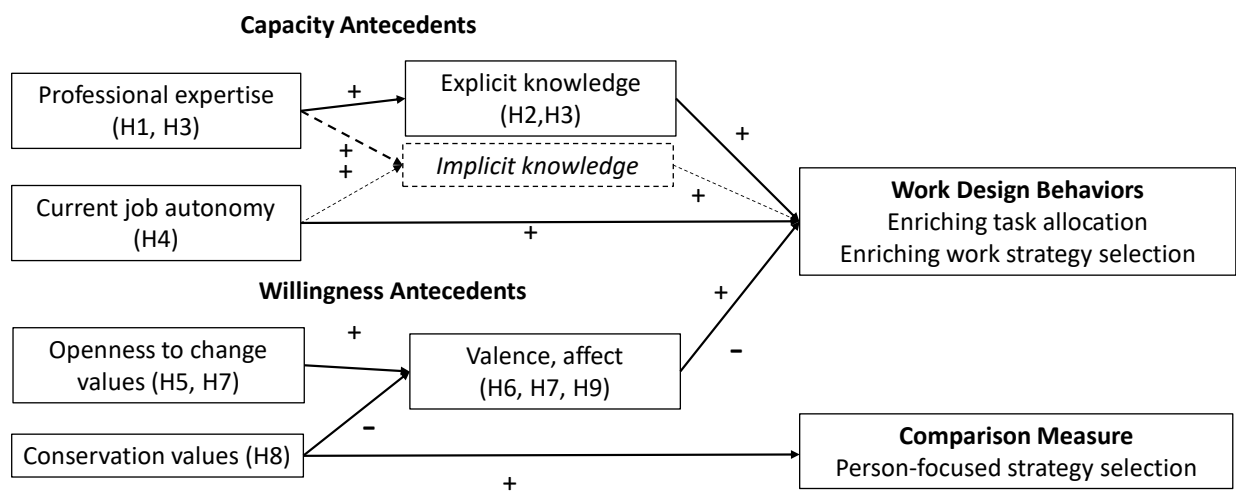 Capacity Antecedents
Professional expertise
(H1, H3)
+
Explicit knowledge
(H2,H3)
+
+
+
Implicit knowledge
+
Current job autonomy
(H4)
+
Work Design Behaviors
Enriching task allocation
Enriching work strategy selection
Willingness Antecedents
+
Openness to change
values (H5, H7)
+
Valence, affect
(H6, H7, H9)
–
–
Conservation values (H8)
+
Comparison Measure
Person-focused strategy selection